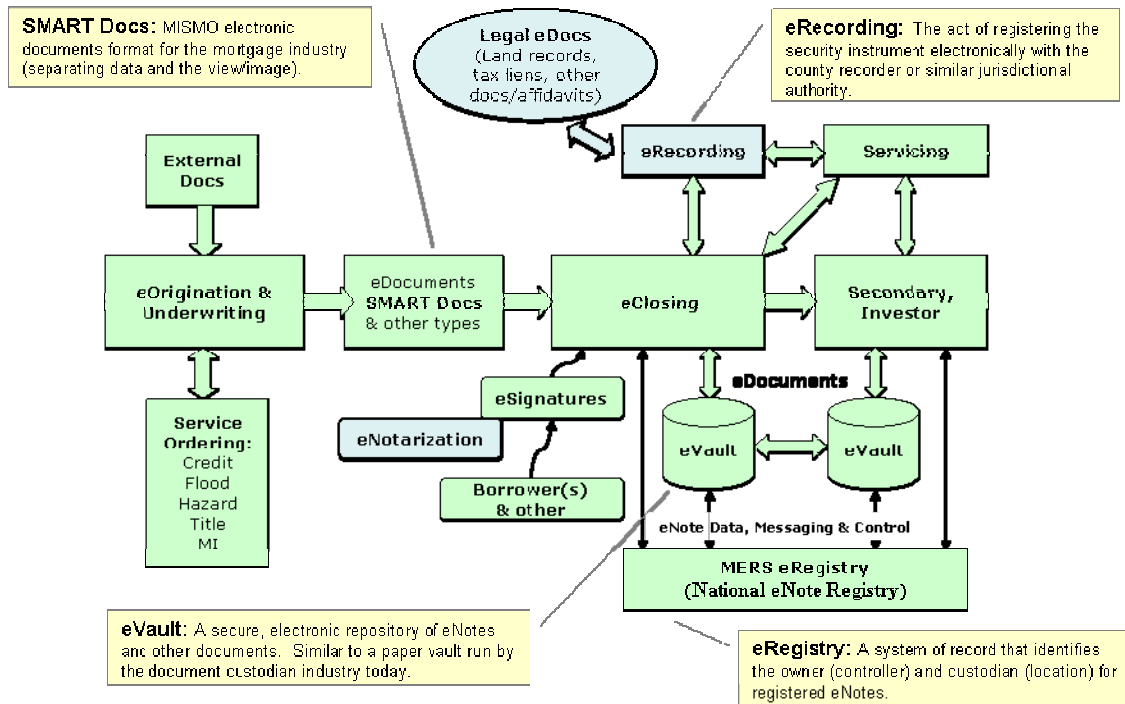 SMART Docs: MISMO electronic
documents format for the mortgage industry
(separating data and the view/image).
Legal eDocs
(Land records,
tax liens, other
docs/affidavits)
eRecording: The act of registering the
security instrument electronically with the
county recorder or similar jurisdictional
authority.
External
Docs
eRecording
Servicing
eOrigination &
Underwriting
eDocuments
SMART Docs
& other types
eClosing
Secondary,
Investor
eDocuments
Service
Ordering:
Credit
Flood
Hazard
Title
MI
eSignatures
eNotarization
Borrower(s)
& other
eVault
eVault
eNote Data, Messaging & Control
MERS eRegistry
(National eNote Registry)
eVault: A secure, electronic repository of eNotes
and other documents. Similar to a paper vault run by
the document custodian industry today.
eRegistry: A system of record that identifies
the owner (controller) and custodian (location) for
registered eNotes.